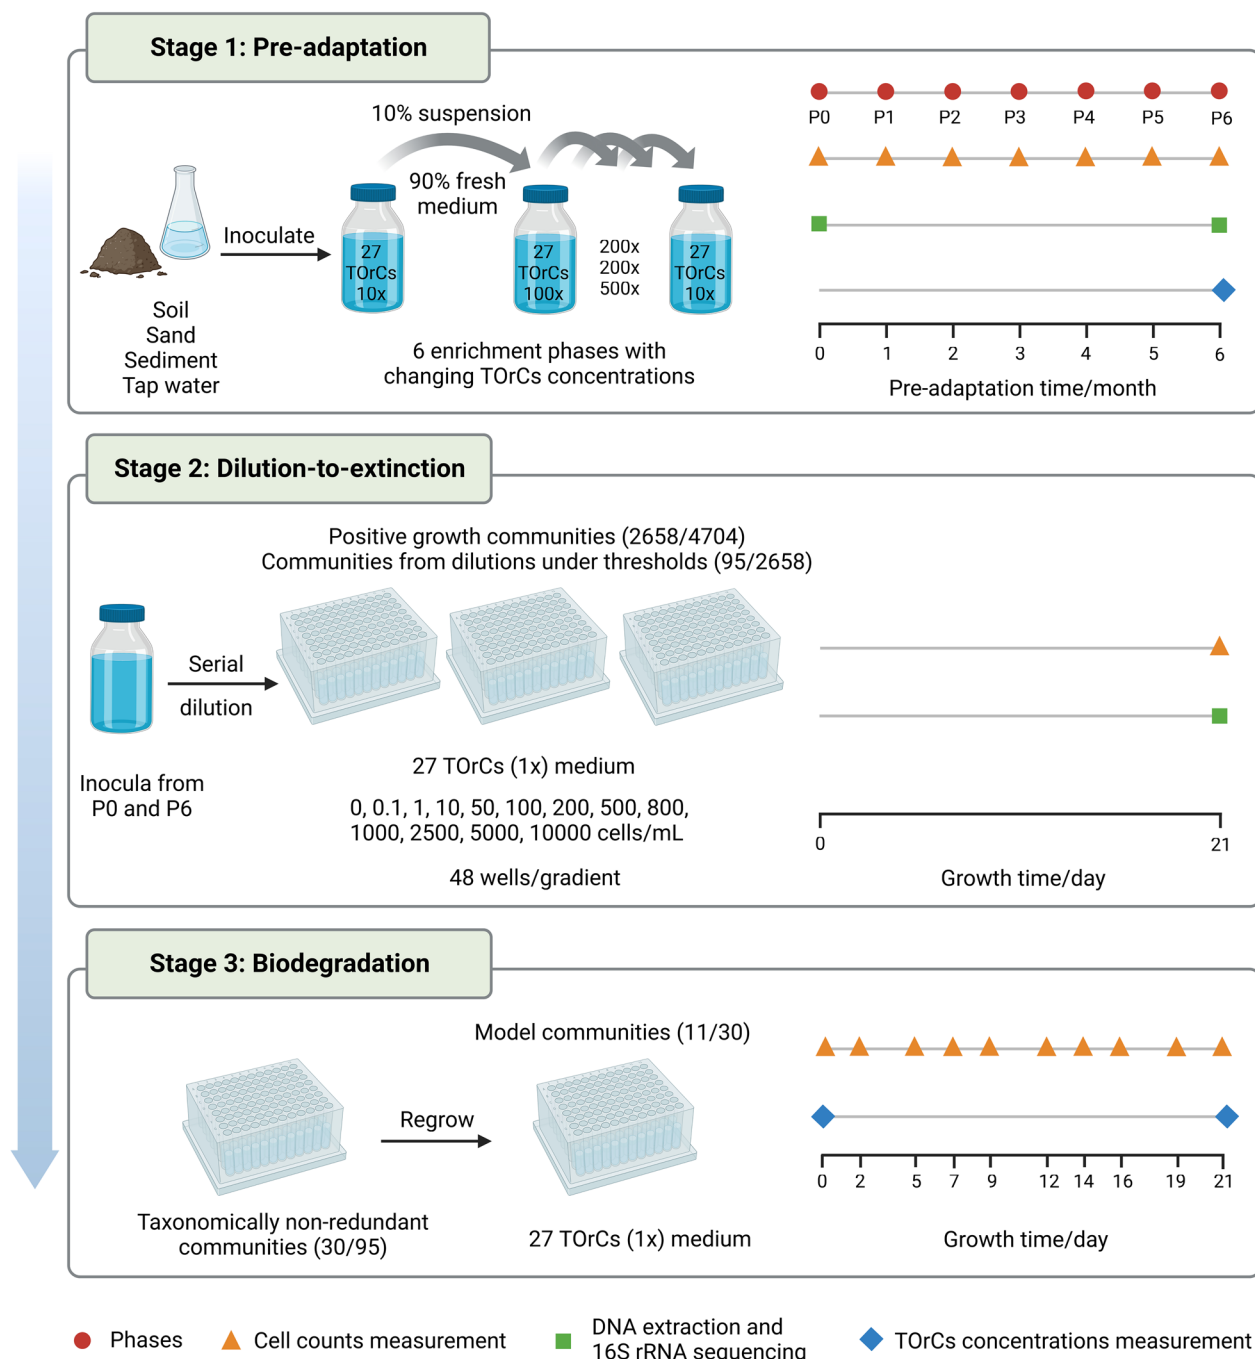 Stage 1: Pre-adaptation
10% suspension
90% fresh
medium
Inoculate
27
TOrCs
10x
27
TOrCs
100x
200x
200x
500x
27
TOrCs
10x
Soil
Sand
Sediment
Tap water
6 enrichment phases with
changing TOrCs concentrations
P0 P1 P2 P3 P4 P5 P6
0 1 2 3 4 5 6
Pre-adaptation time/month
Stage 2: Dilution-to-extinction
Positive growth communities (2658/4704)
Communities from dilutions under thresholds (95/2658)
Serial
dilution
Inocula from
P0 and P6
27 TOrCs (1x) medium
0, 0.1, 1, 10, 50, 100, 200, 500, 800,
1000, 2500, 5000, 10000 cells/mL
48 wells/gradient
0 21
Growth time/day
Stage 3: Biodegradation
Model communities (11/30)
Regrow
Taxonomically non-redundant
communities (30/95)
27 TOrCs (1x) medium
0 2 5 7 9 12 14 16 19 21
Growth time/day
Phases
Cell counts measurement
DNA extraction and
16S rRNA sequencing
TOrCs concentrations measurement